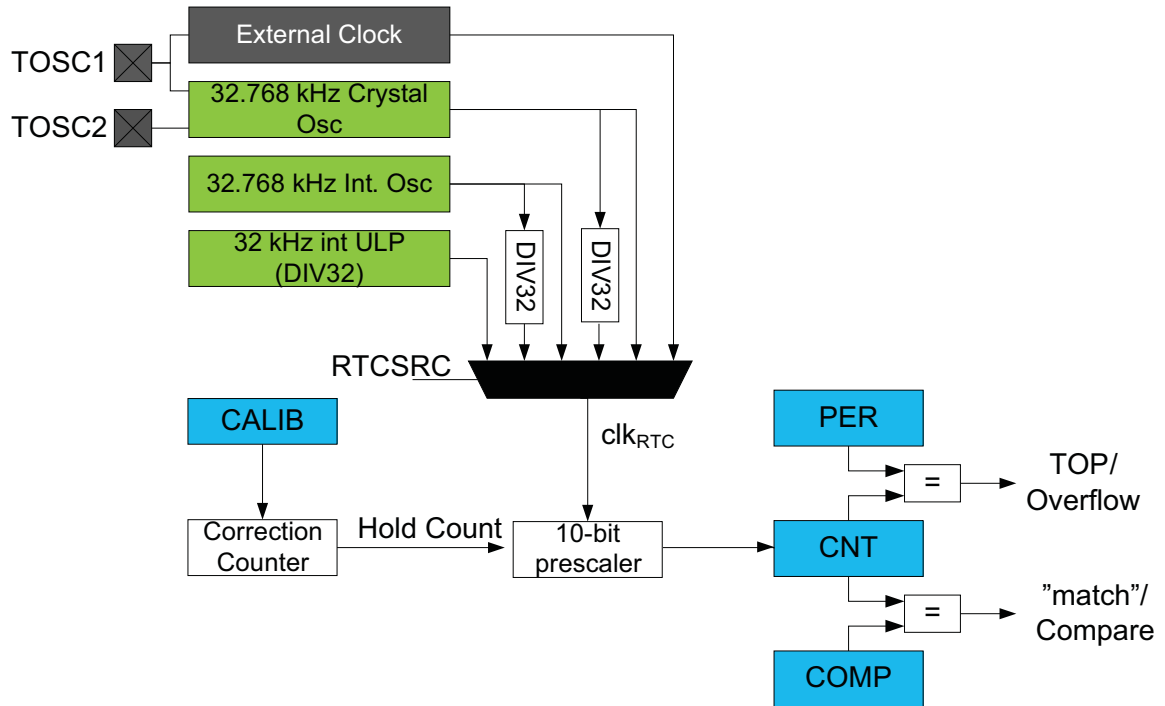 External Clock
TOSC1
32.768 kHz Crystal
Osc
TOSC2
32.768 kHz Int. Osc
32 kHz int ULP
(DIV32)
DIV32
DIV32
RTCSRC
CALIB
clkRTC
PER
=
TOP/
Overflow
Correction
Counter
Hold Count
10-bit
prescaler
CNT
=
”match”/
Compare
COMP